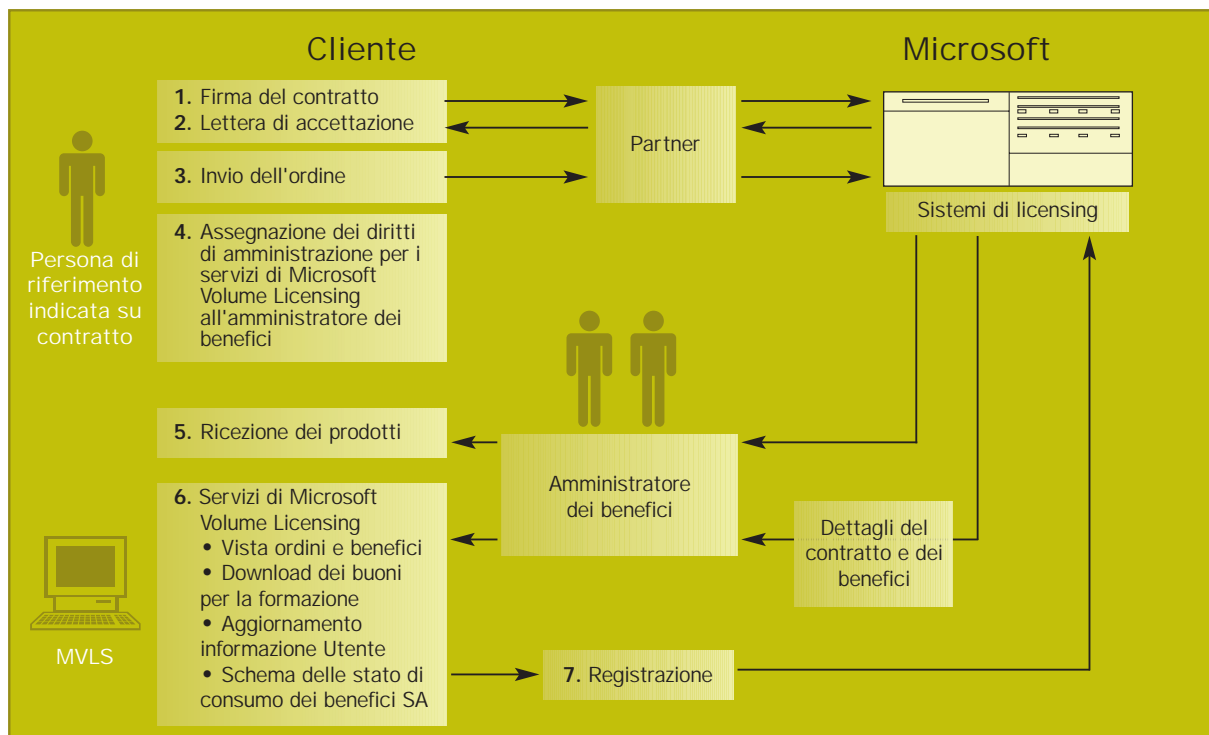 Cliente
Microsoft
1. Firma del contratto
2. Lettera di accettazione
Partner
3. Invio dell'ordine
Sistemi di licensing
4. Assegnazione dei diritti
di amministrazione per i
servizi di Microsoft
Volume Licensing
all'amministratore dei
benefici
Persona di
riferimento
indicata su
contratto
5. Ricezione dei prodotti
Amministratore
dei benefici
Dettagli del
contratto e dei
benefici
6. Servizi di Microsoft
Volume Licensing
• Vista ordini e benefici
• Download dei buoni
per la formazione
• Aggiornamento
informazione Utente
• Schema delle stato di
consumo dei benefici SA
MVLS
7. Registrazione